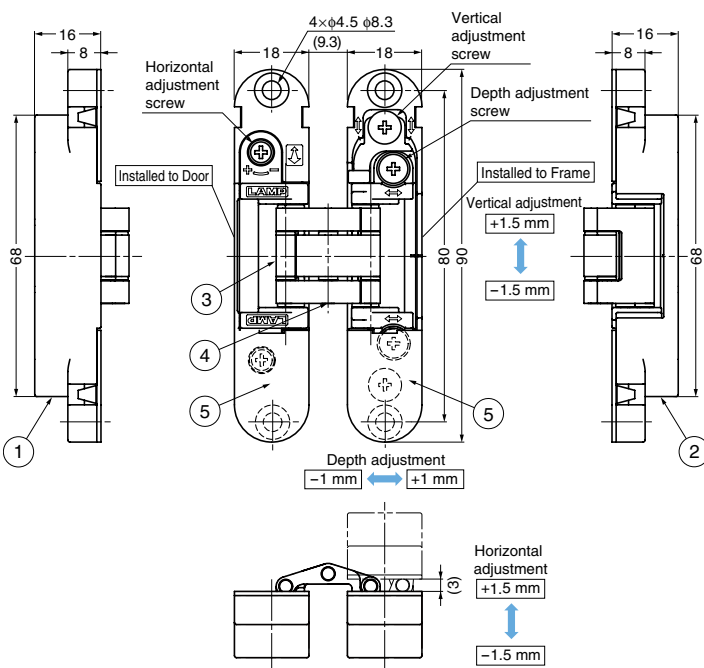 4×φ4.5 φ8.3
(9.3)
16
8
18
18
16
8
Vertical
adjustment
screw
Horizontal
adjustment
screw
Depth adjustment
screw
+ −
LAMP
Installed to Door
Installed to Frame
Vertical adjustment
+1.5 mm
−1.5 mm
68
80
90
68
3
LAMP
4
5
5
1
2
Depth adjustment
−1 mm
+1 mm
(3)
Horizontal
adjustment
+1.5 mm
−1.5 mm